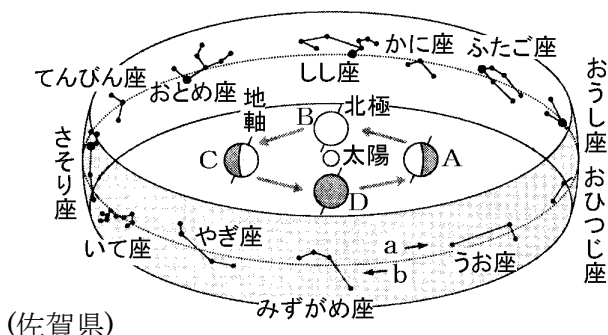 かに座
ふたご座
しし座
おとめ座
てんびん座
おうし座
さそり座
地軸
北極
B
太陽
C
A
D
おひつじ座
いて座
やぎ座
a
b
うお座
みずがめ座
(佐賀県)